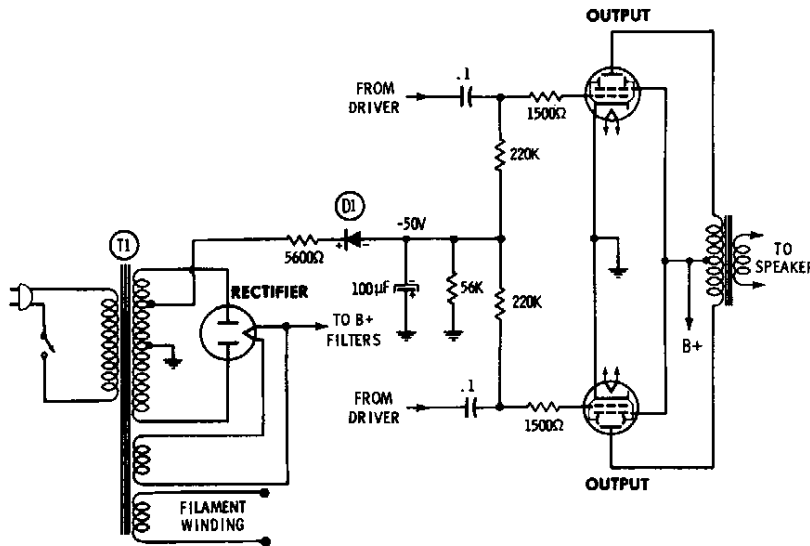 OUTPUT
.1
FROM
DRIVER
1500Ω
220K
D1
-50V
T1
5600Ω
+
-
RECTIFIER
100µF
-
+
56K
220K
TO
SPEAKER
TO B+
FILTERS
B+
.1
FROM
DRIVER
1500Ω
OUTPUT
FILAMENT
WINDING